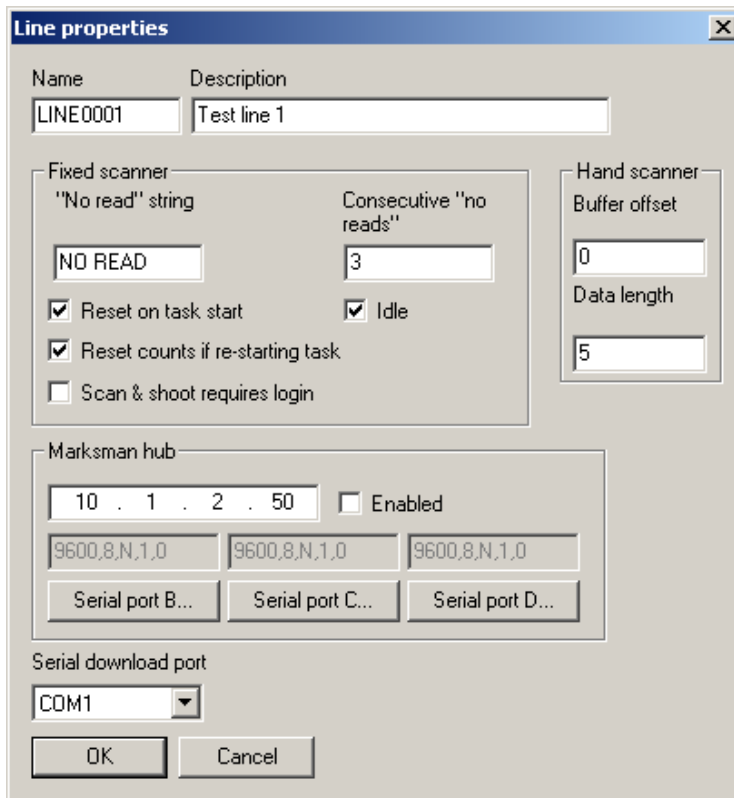 Line properties
Name Description
LINE0001 Test line 1
Fixed scanner
"No read" string
Consecutive "no
reads"
NO READ
3
Reset on task start
Idle
Reset counts if re-starting task
Scan & shoot requires login
Hand scanner
Buffer offset
0
Data length
5
Marksman hub
10 . 1 . 2 . 50
Enabled
9600,8,N,1,0 9600,8,N,1,0 9600,8,N,1,0
Serial port B... Serial port C... Serial port D...
Serial download port
COM1
OK Cancel